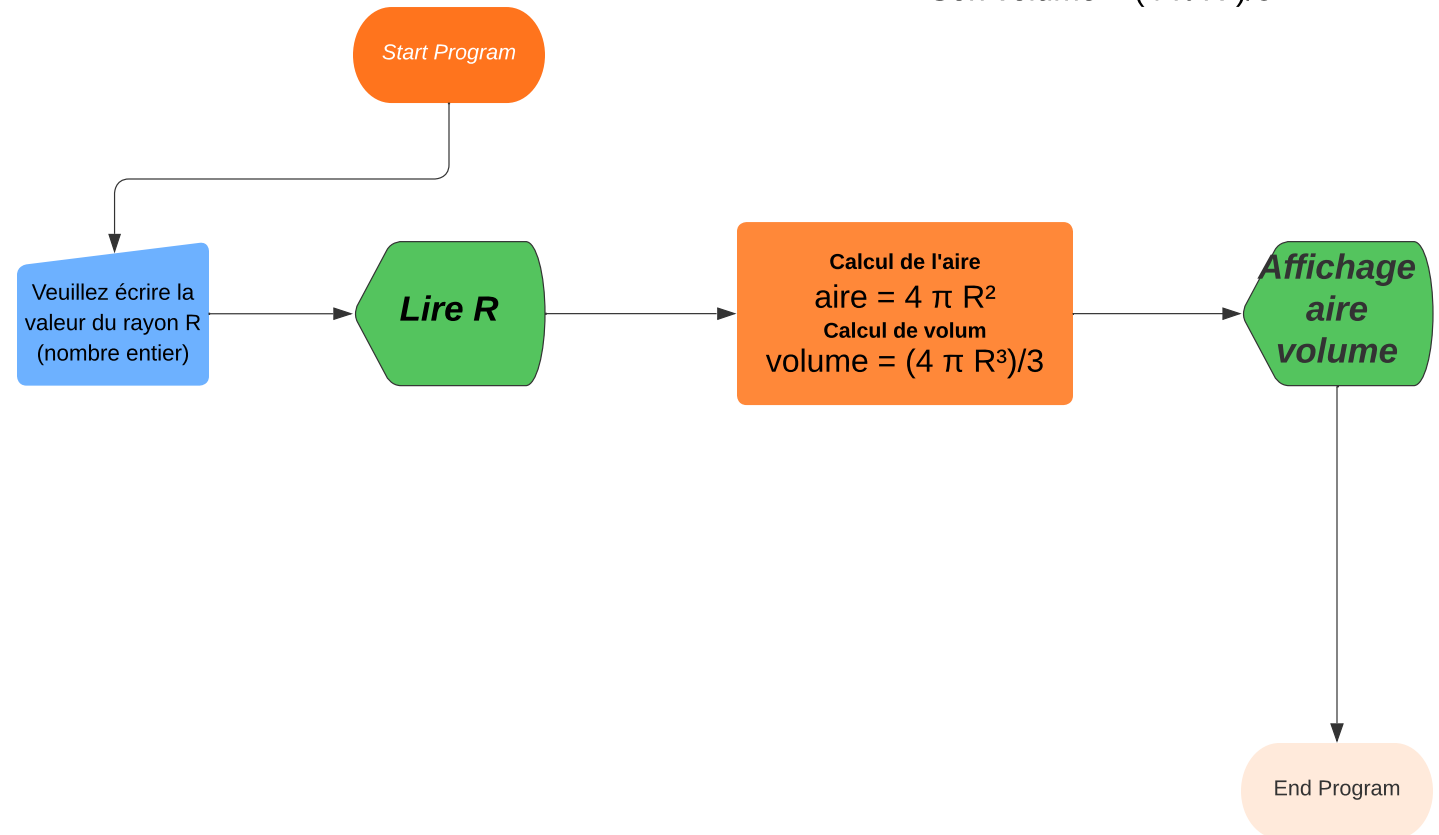 Start Program
Veuillez écrire la
valeur du rayon R
(nombre entier)
Lire R
Calcul de l'aire
aire = 4 π R²
Calcul de volum
volume = (4 π R³)/3
Affichage
aire
volume
End Program